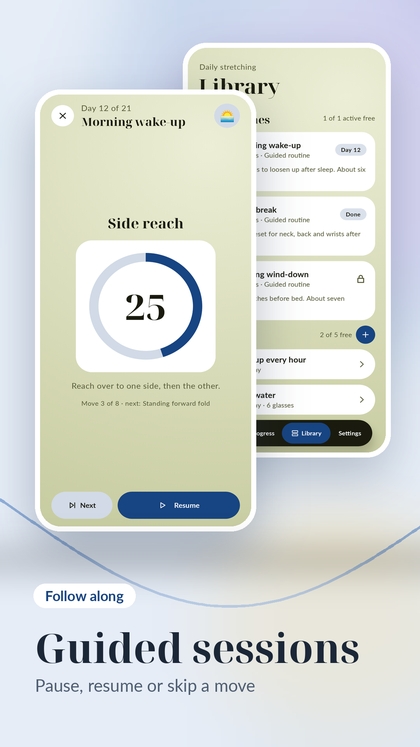 Daily stretching
Library
1 of 1 active free
Day 12
s · Guided routine
s to loosen up after sleep. About six
break
Done
s · Guided routine
eset for neck, back and wrists after
ng wind-down
s · Guided routine
hes before bed. About seven
2 of 5 free
up every hour
water
ay · 6 glasses
ogress
Library
Settings
Day 12 of 21
Morning wake-up
Side reach
25
Reach over to one side, then the other.
Move 3 of 8 · next: Standing forward fold
Next
Resume
Follow along
Guided sessions
Pause, resume or skip a move